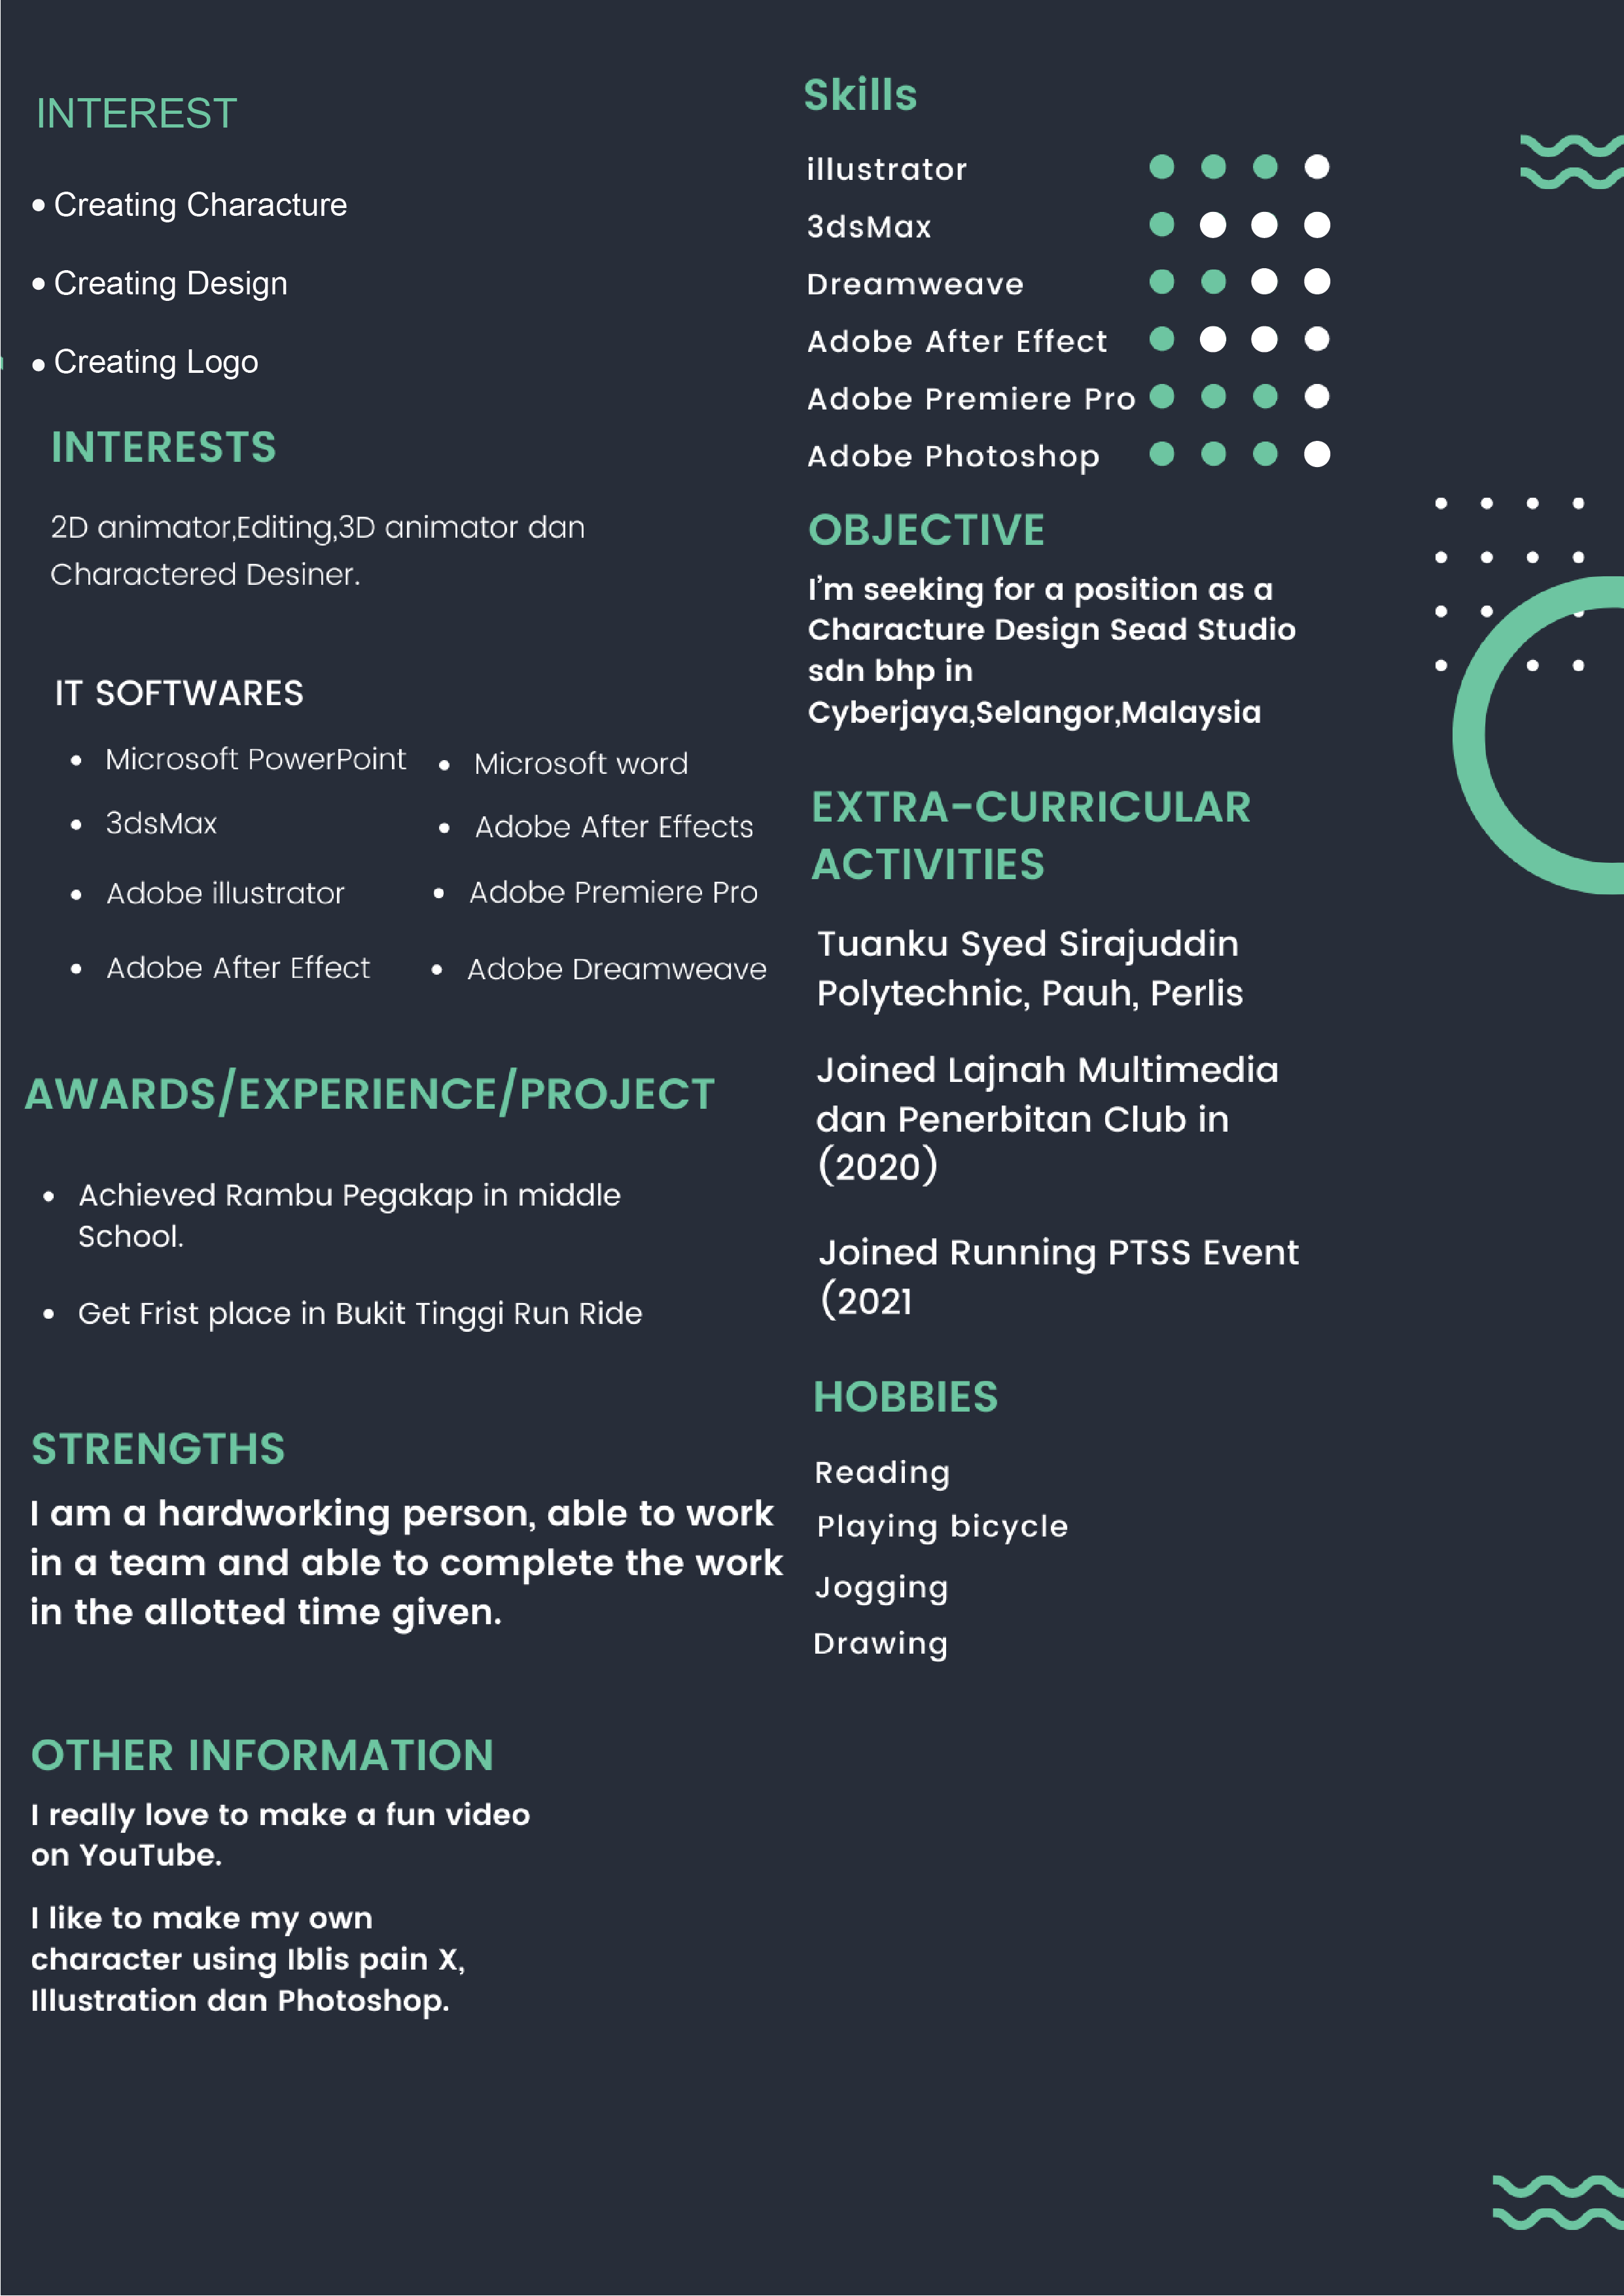 INTEREST
• Creating Characture
• Creating Design
• Creating Logo
INTERESTS
2D animator,Editing,3D animator dan
Charactered Desiner.
IT SOFTWARES
• Microsoft PowerPoint
• 3dsMax
• Adobe illustrator
• Adobe After Effect
• Microsoft word
• Adobe After Effects
• Adobe Premiere Pro
• Adobe Dreamweave
AWARDS/EXPERIENCE/PROJECT
• Achieved Rambu Pegakap in middle
School.
• Get Frist place in Bukit Tinggi Run Ride
STRENGTHS
I am a hardworking person, able to work
in a team and able to complete the work
in the allotted time given.
OTHER INFORMATION
I really love to make a fun video
on YouTube.
I like to make my own
character using Iblis pain X,
Illustration dan Photoshop.
Skills
illustrator
3dsMax
Dreamweave
Adobe After Effect
Adobe Premiere Pro
Adobe Photoshop
OBJECTIVE
I'm seeking for a position as a
Characture Design Sead Studio
sdn bhp in
Cyberjaya,Selangor,Malaysia
EXTRA-CURRICULAR
ACTIVITIES
Tuanku Syed Sirajuddin
Polytechnic, Pauh, Perlis
Joined Lajnah Multimedia
dan Penerbitan Club in
(2020)
Joined Running PTSS Event
(2021
HOBBIES
Reading
Playing bicycle
Jogging
Drawing